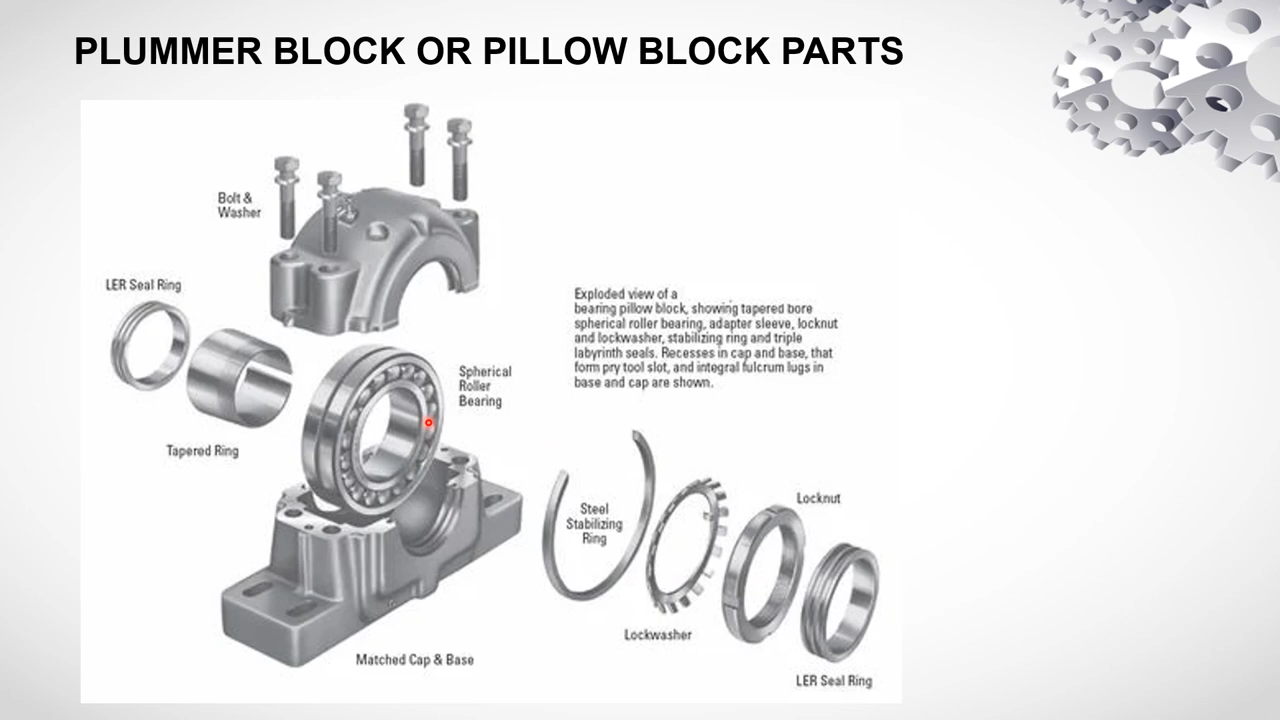 PLUMMER BLOCK OR PILLOW BLOCK PARTS
Bolt &
Washer
LER Seal Ring
Tapered Ring
Spherical
Roller
Bearing
Exploded view of a
bearing pillow block, showing tapered bore
spherical roller bearing, adapter sleeve, locknut
and lockwasher, stabilizing ring and triple
labyrinth seals. Recesses in cap and base, that
form pry tool slot, and integral fulcrum lugs in
base and cap are shown.
Steel
Stabilizing
Ring
Locknut
Lockwasher
Matched Cap & Base
LER Seal Ring